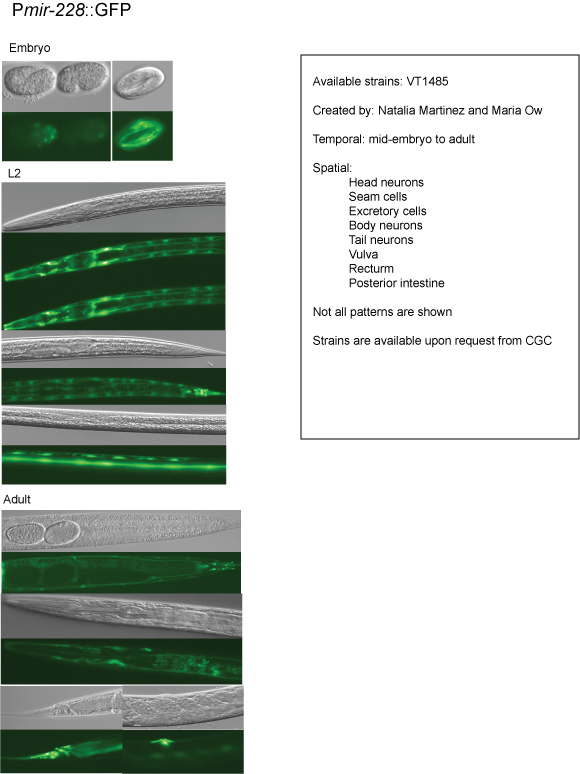 Pmir-228::GFP
Embryo
L2
Adult
Available strains: VT1485
Created by: Natalia Martinez and Maria Ow
Temporal: mid-embryo to adult
Spatial:
Head neurons
Seam cells
Excretory cells
Body neurons
Tail neurons
Vulva
Recturm
Posterior intestine
Not all patterns are shown
Strains are available upon request from CGC